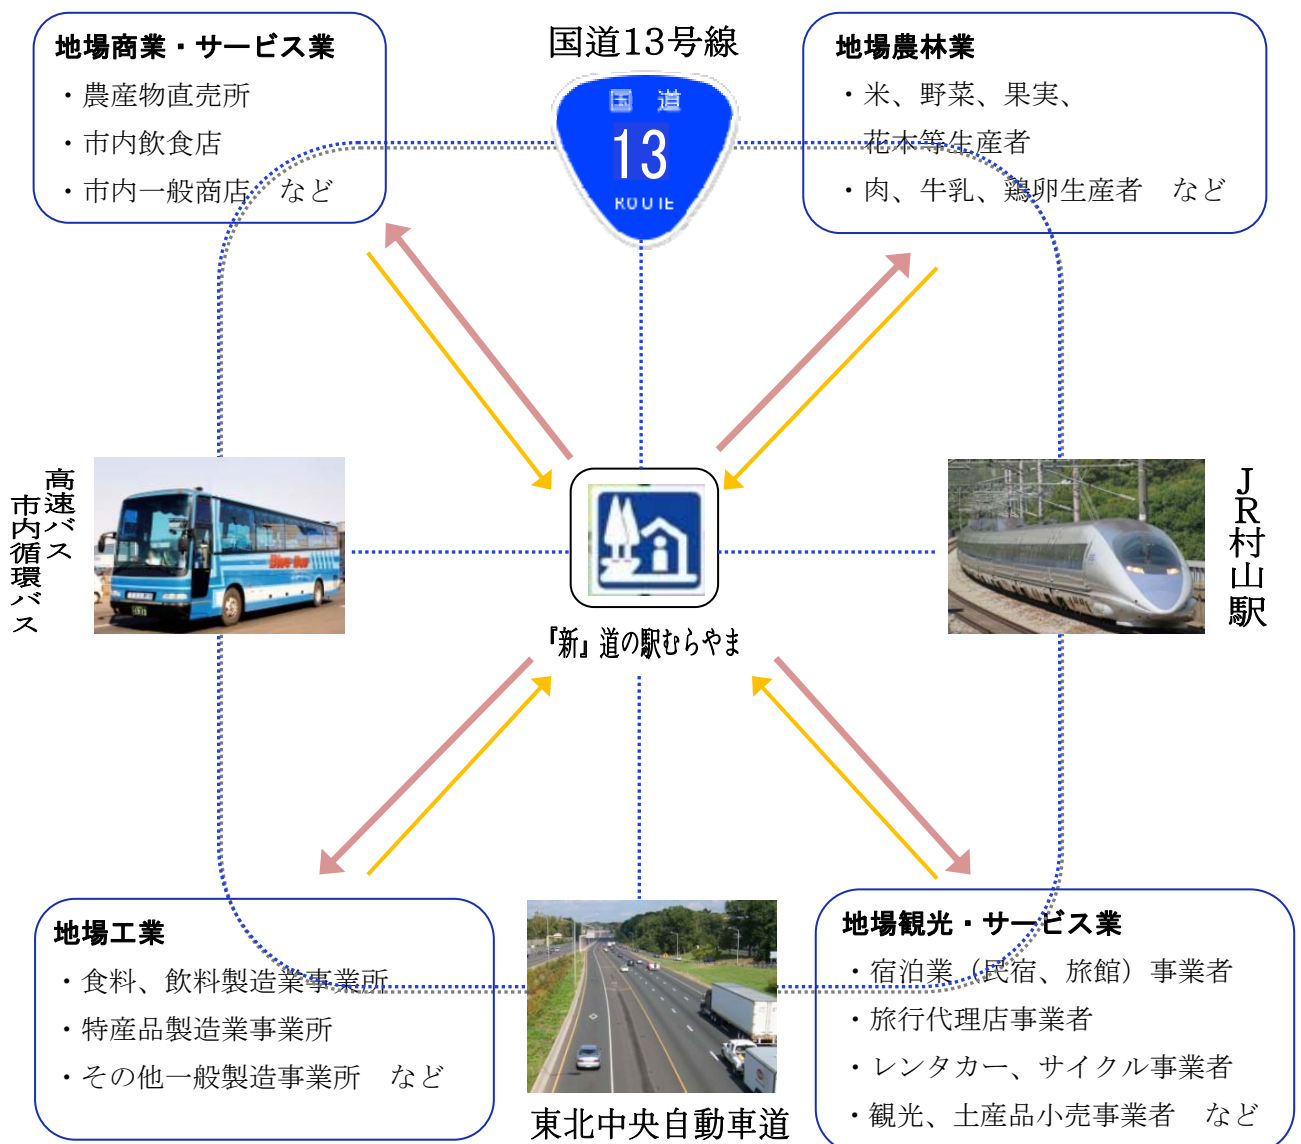 地場商業・サービス業
・農産物直売所
・市内飲食店
・市内一般商店　など
国道13号線
国 道
13
ROUTE
地場農林業
・米、野菜、果実、
花木等生産者
・肉、牛乳、鶏卵生産者　など
高速バス
市内循環バス
Blue Bus
『新』道の駅むらやま
JR村山駅
地場工業
・食料、飲料製造業事業所
・特産品製造業事業所
・その他一般製造事業所　など
東北中央自動車道
地場観光・サービス業
・宿泊業（民宿、旅館）事業者
・旅行代理店事業者
・レンタカー、サイクル事業者
・観光、土産品小売事業者　など